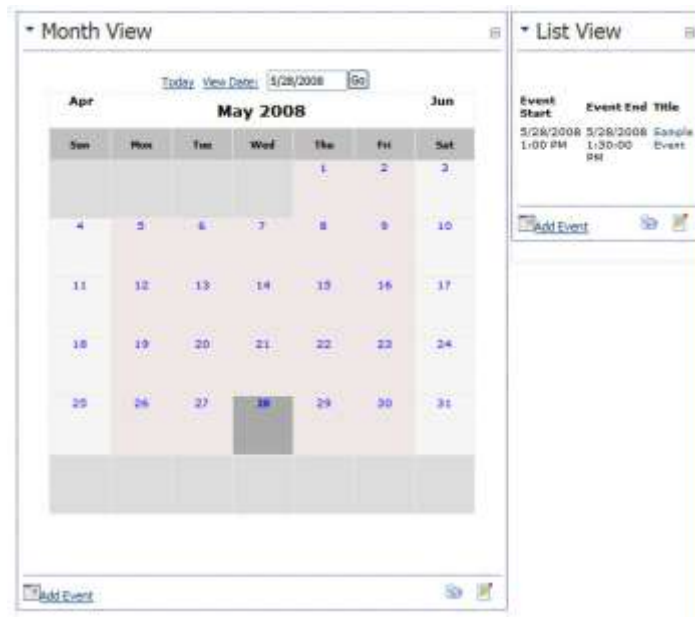 Month View
Today View Date: 5/28/2008 Go
Apr May 2008 Jun
Sun Mon Tue Wed Thu Fri Sat
1 2 3
4 5 6 7 8 9 10
11 12 13 14 15 16 17
18 19 20 21 22 23 24
25 26 27 28 29 30 31
Add Event
List View
Event
Start Event End Title
5/28/2008 5/28/2008 Sample
1:00 PM 1:30:00 Event
PM
Add Event